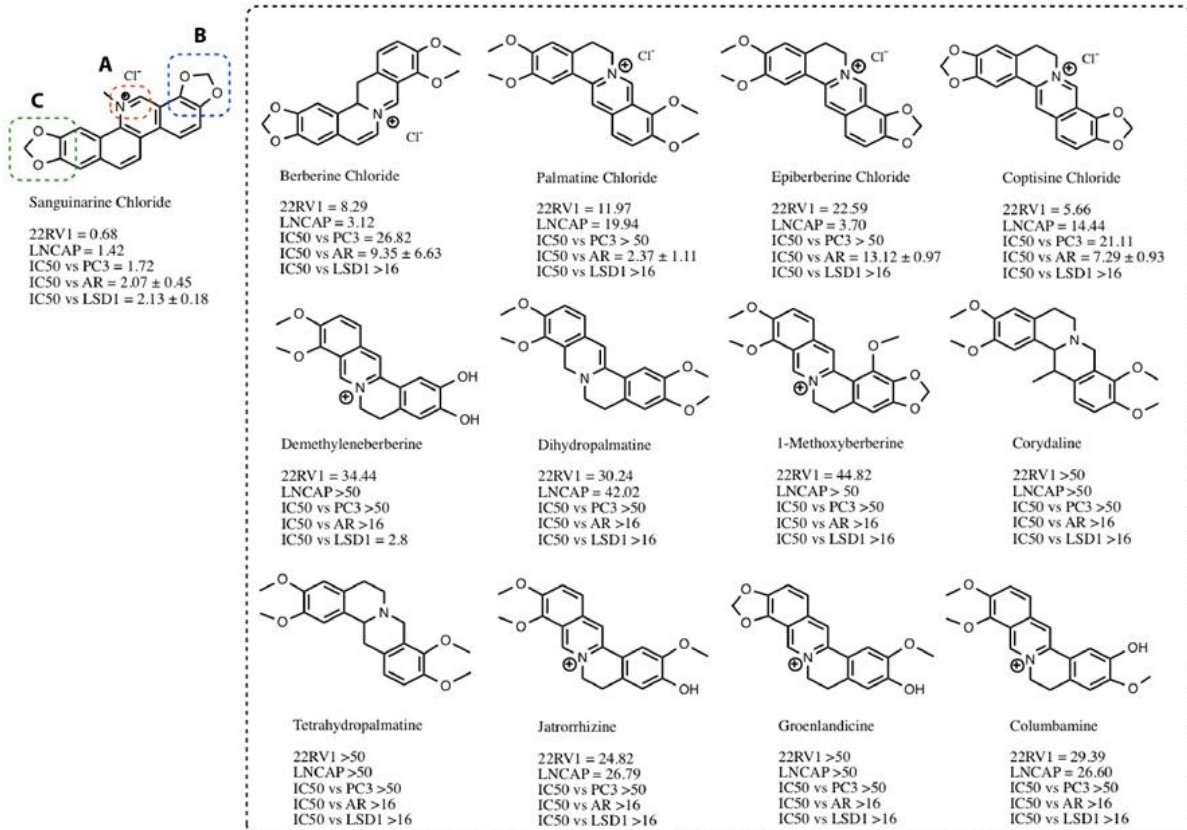 A
B
C
Cl⁻
N
+
O
O
O
O
Sanguinarine Chloride
22RV1 = 0.68
LNCAP = 1.42
IC50 vs PC3 = 1.72
IC50 vs AR = 2.07 ± 0.45
IC50 vs LSD1 = 2.13 ± 0.18
O
O
O
O
N
+
Cl⁻
Berberine Chloride
22RV1 = 8.29
LNCAP = 3.12
IC50 vs PC3 = 26.82
IC50 vs AR = 9.35 ± 6.63
IC50 vs LSD1 >16
O
O
Cl⁻
+
N
O
O
Palmatine Chloride
22RV1 = 11.97
LNCAP = 19.94
IC50 vs PC3 > 50
IC50 vs AR = 2.37 ± 1.11
IC50 vs LSD1 >16
O
O
Cl⁻
+
N
O
O
Epiberberine Chloride
22RV1 = 22.59
LNCAP = 3.70
IC50 vs PC3 > 50
IC50 vs AR = 13.12 ± 0.97
IC50 vs LSD1 >16
O
O
Cl⁻
+
N
O
O
Coptisine Chloride
22RV1 = 5.66
LNCAP = 14.44
IC50 vs PC3 = 21.11
IC50 vs AR = 7.29 ± 0.93
IC50 vs LSD1 >16
O
O
N
+
OH
OH
Demethyleneberberine
22RV1 = 34.44
LNCAP >50
IC50 vs PC3 >50
IC50 vs AR >16
IC50 vs LSD1 = 2.8
O
O
N
O
O
Dihydropalmatine
22RV1 = 30.24
LNCAP = 42.02
IC50 vs PC3 >50
IC50 vs AR >16
IC50 vs LSD1 >16
O
O
O
N
+
O
O
1-Methoxyberberine
22RV1 = 44.82
LNCAP > 50
IC50 vs PC3 >50
IC50 vs AR >16
IC50 vs LSD1 >16
O
O
N
O
O
Corydaline
22RV1 >50
LNCAP >50
IC50 vs PC3 >50
IC50 vs AR >16
IC50 vs LSD1 >16
O
O
N
O
O
Tetrahydropalmatine
22RV1 >50
LNCAP >50
IC50 vs PC3 >50
IC50 vs AR >16
IC50 vs LSD1 >16
O
O
N
+
O
OH
Jatrorrhizine
22RV1 = 24.82
LNCAP = 26.79
IC50 vs PC3 >50
IC50 vs AR >16
IC50 vs LSD1 >16
O
O
N
+
O
OH
Groenlandicine
22RV1 >50
LNCAP >50
IC50 vs PC3 >50
IC50 vs AR >16
IC50 vs LSD1 >16
O
O
N
+
OH
O
Columbamine
22RV1 = 29.39
LNCAP = 26.60
IC50 vs PC3 >50
IC50 vs AR >16
IC50 vs LSD1 >16